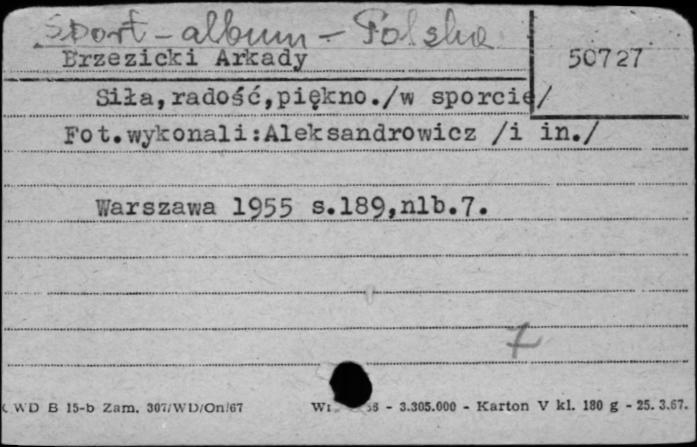 Sport - album - Polska
Brzezicki Arkady
50727
Siła,radość,piękno./w sporcie/
Fot.wykonali:Aleksandrowicz /i in./
Warszawa 1955 s.189,nlb.7.
7
WD B 15-b Zam. 307/WD/On/67 - 3.305.000 - Karton V kl. 180 g - 25. 3.67.